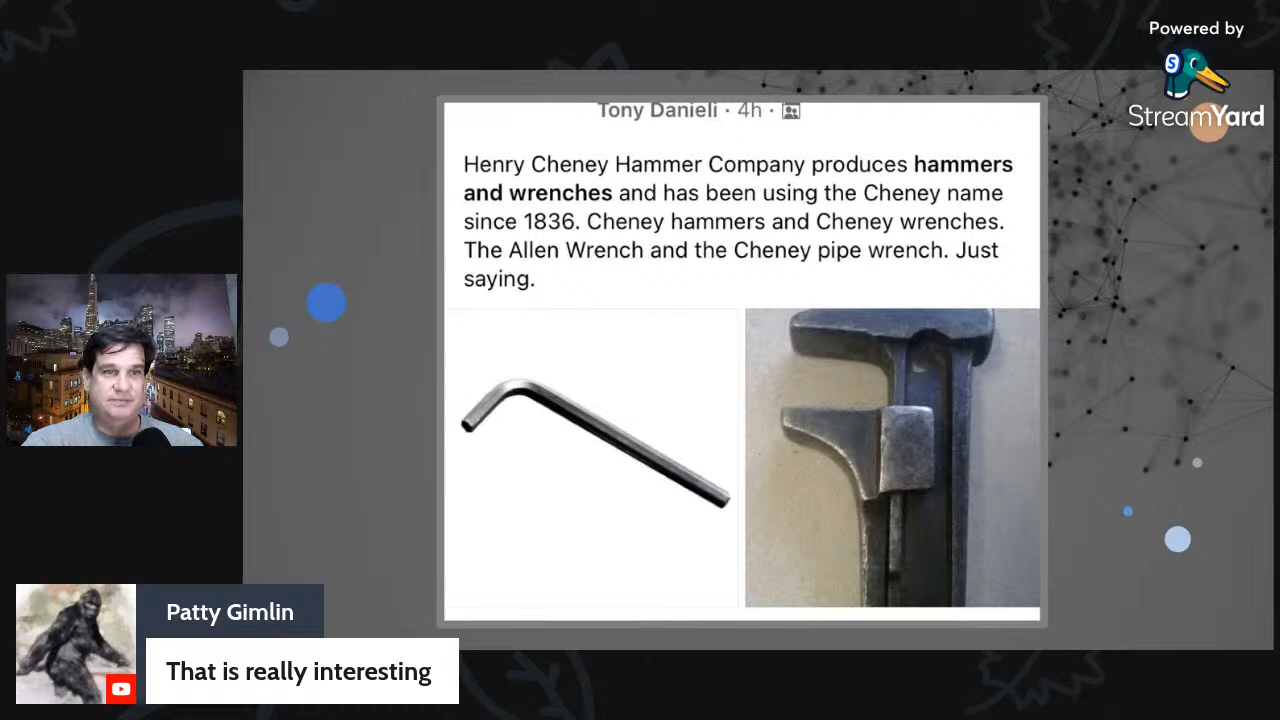 Powered by
StreamYard
Tony Danieli · 4h ·
Henry Cheney Hammer Company produces hammers
and wrenches and has been using the Cheney name
since 1836. Cheney hammers and Cheney wrenches.
The Allen Wrench and the Cheney pipe wrench. Just
saying.
Patty Gimlin
That is really interesting